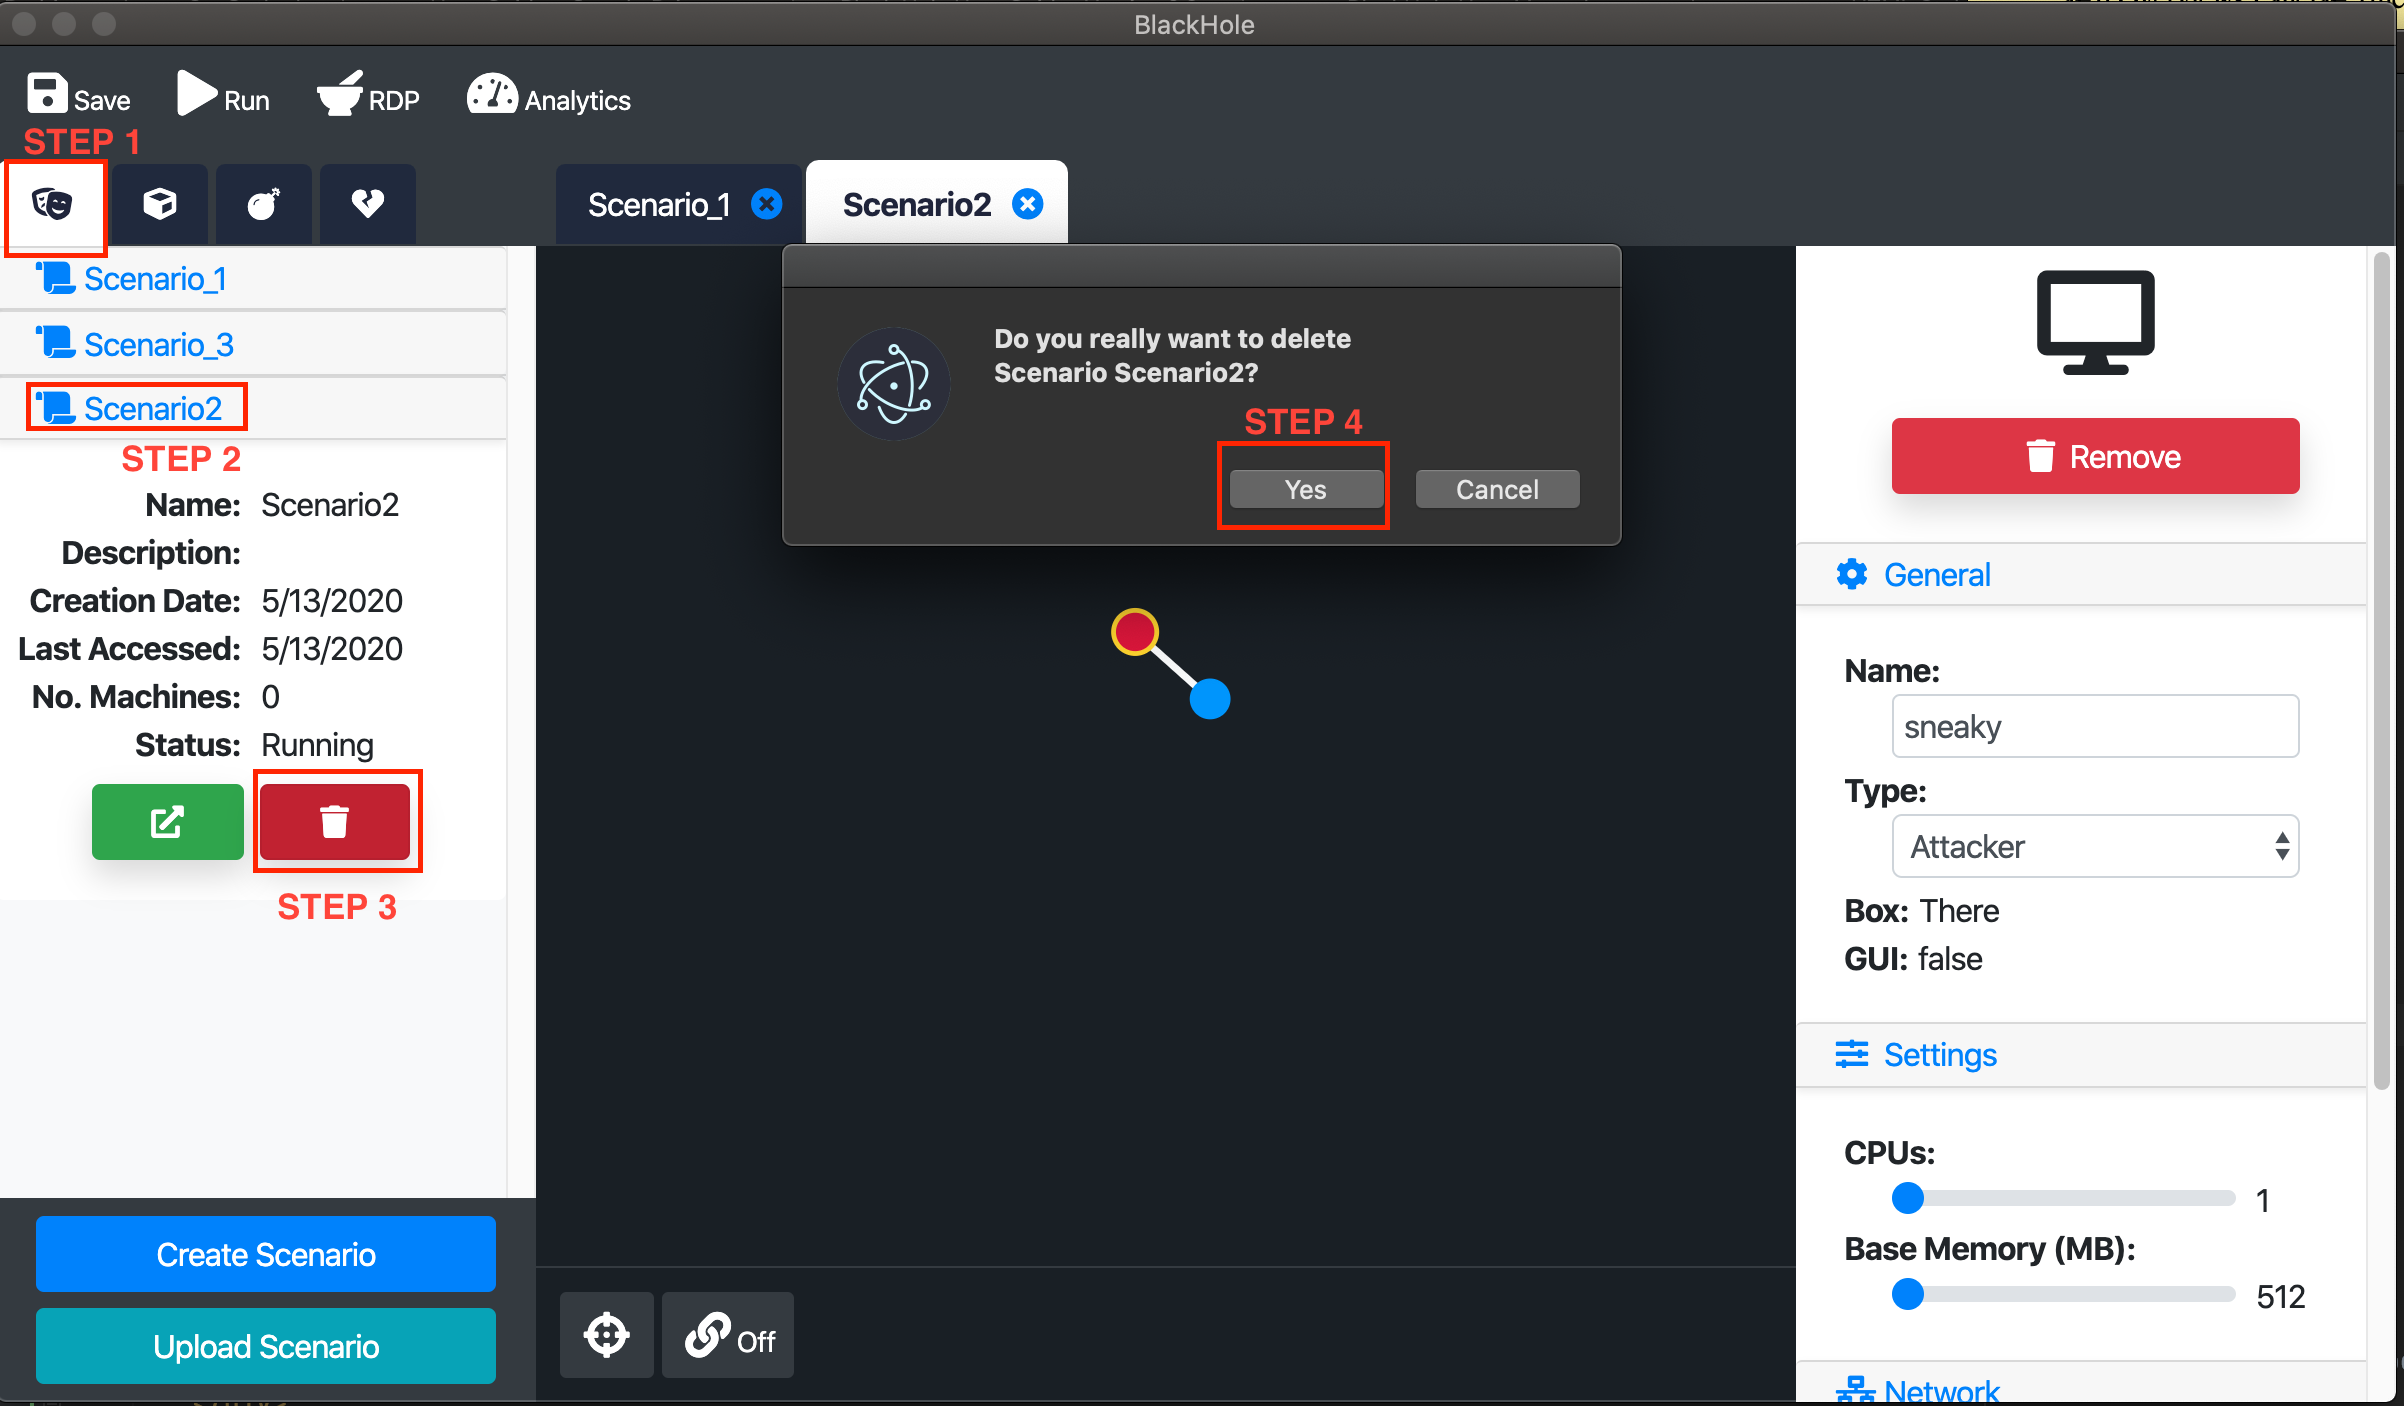 BlackHole
Save
Run
RDP
Analytics
STEP 1
Scenario_1
Scenario2
Scenario_1
Scenario_3
Scenario2
STEP 2
Name: Scenario2
Description:
Creation Date: 5/13/2020
Last Accessed: 5/13/2020
No. Machines: 0
Status: Running
STEP 3
Create Scenario
Upload Scenario
Do you really want to delete
Scenario Scenario2?
STEP 4
Yes
Cancel
Off
Remove
General
Name:
sneaky
Type:
Attacker
Box: There
GUI: false
Settings
CPUs:
1
Base Memory (MB):
512
Network